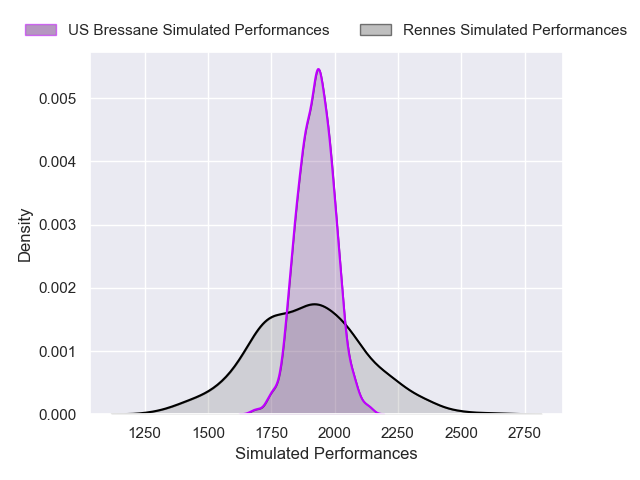 US Bressane Simulated Performances Rennes Simulated Performances
0.005
0.004
0.003
0.002
0.001
0.000
Density
1250 1500 1750 2000 2250 2500 2750
Simulated Performances